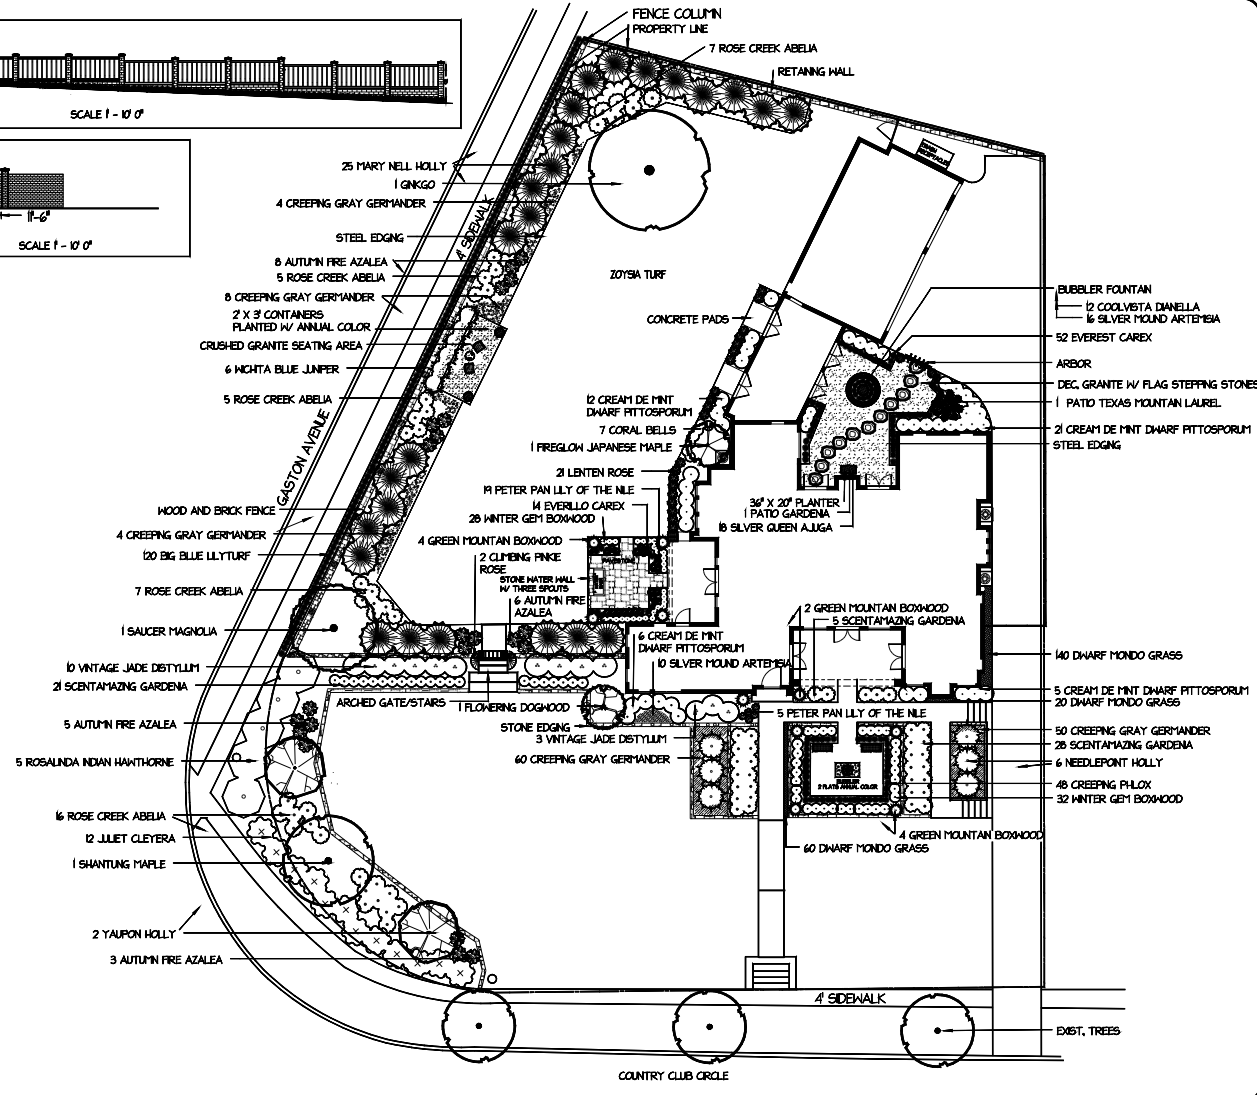 FENCE COLUMN
PROPERTY LINE
7 ROSE CREEK ABELIA
RETANING WALL
SCALE 1" - 10' 0"
11"-6"
SCALE 1" - 10' 0"
25 MARY NELL HOLLY
1 GINKGO
4 CREEPING GRAY GERMANDER
4' SIDEWALK
STEEL EDGING
8 AUTUMN FIRE AZALEA
5 ROSE CREEK ABELIA
8 CREEPING GRAY GERMANDER
2' X 3' CONTANERS
PLANTED W/ ANNUAL COLOR
CRUSHED GRANITE SEATING AREA
6 WICHITA BLUE JUNIPER
5 ROSE CREEK ABELIA
GASTON AVENUE
WOOD AND BRICK FENCE
4 CREEPING GRAY GERMANDER
120 BIG BLUE LILYTURF
7 ROSE CREEK ABELIA
1 SAUCER MAGNOLIA
10 VINTAGE JADE DISTYLIUM
21 SCENTAMAZING GARDENIA
5 AUTUMN FIRE AZALEA
5 ROSALINDA INDIAN HAWTHORNE
16 ROSE CREEK ABELIA
12 JULIET CLEYERA
1 SHANTUNG MAPLE
2 YAUPON HOLLY
3 AUTUMN FIRE AZALEA
ZOYSIA TURF
CONCRETE PADS
12 CREAM DE MINT
DWARF PITTOSPORUM
7 CORAL BELLS
1 FIREGLOW JAPANESE MAPLE
21 LENTEN ROSE
19 PETER PAN LILY OF THE NILE
14 EVERILLO CAREX
28 WINTER GEM BOXWOOD
4 GREEN MOUNTAIN BOXWOOD
2 CLIMBING PINKIE
ROSE
STONE WATER WALL
W/ THREE SPOUTS
6 AUTUMN FIRE
AZALEA
36" X 20" PLANTER
1 PATIO GARDENIA
18 SILVER QUEEN AJUGA
BUBBLER FOUNTAN
12 COOLVISTA DIANELLA
16 SILVER MOUND ARTEMISIA
52 EVEREST CAREX
ARBOR
DEC. GRANITE W/ FLAG STEPPING STONES
1 PATIO TEXAS MOUNTAIN LAUREL
21 CREAM DE MINT DWARF PITTOSPORUM
STEEL EDGING
2 GREEN MOUNTAIN BOXWOOD
5 SCENTAMAZING GARDENIA
6 CREAM DE MINT
DWARF PITTOSPORUM
10 SILVER MOUND ARTEMISIA
140 DWARF MONDO GRASS
5 CREAM DE MINT DWARF PITTOSPORUM
20 DWARF MONDO GRASS
ARCHED GATE/STAIRS
1 FLOWERING DOGWOOD
STONE EDGING
3 VINTAGE JADE DISTYLIUM
5 PETER PAN LILY OF THE NILE
60 CREEPING GRAY GERMANDER
50 CREEPING GRAY GERMANDER
28 SCENTAMAZING GARDENIA
6 NEEDLEPOINT HOLLY
BUBBLER
2 FLATS ANNUAL COLOR
48 CREEPING PHLOX
32 WINTER GEM BOXWOOD
4 GREEN MOUNTAIN BOXWOOD
60 DWARF MONDO GRASS
4' SIDEWALK
EXIST. TREES
COUNTRY CLUB CIRCLE